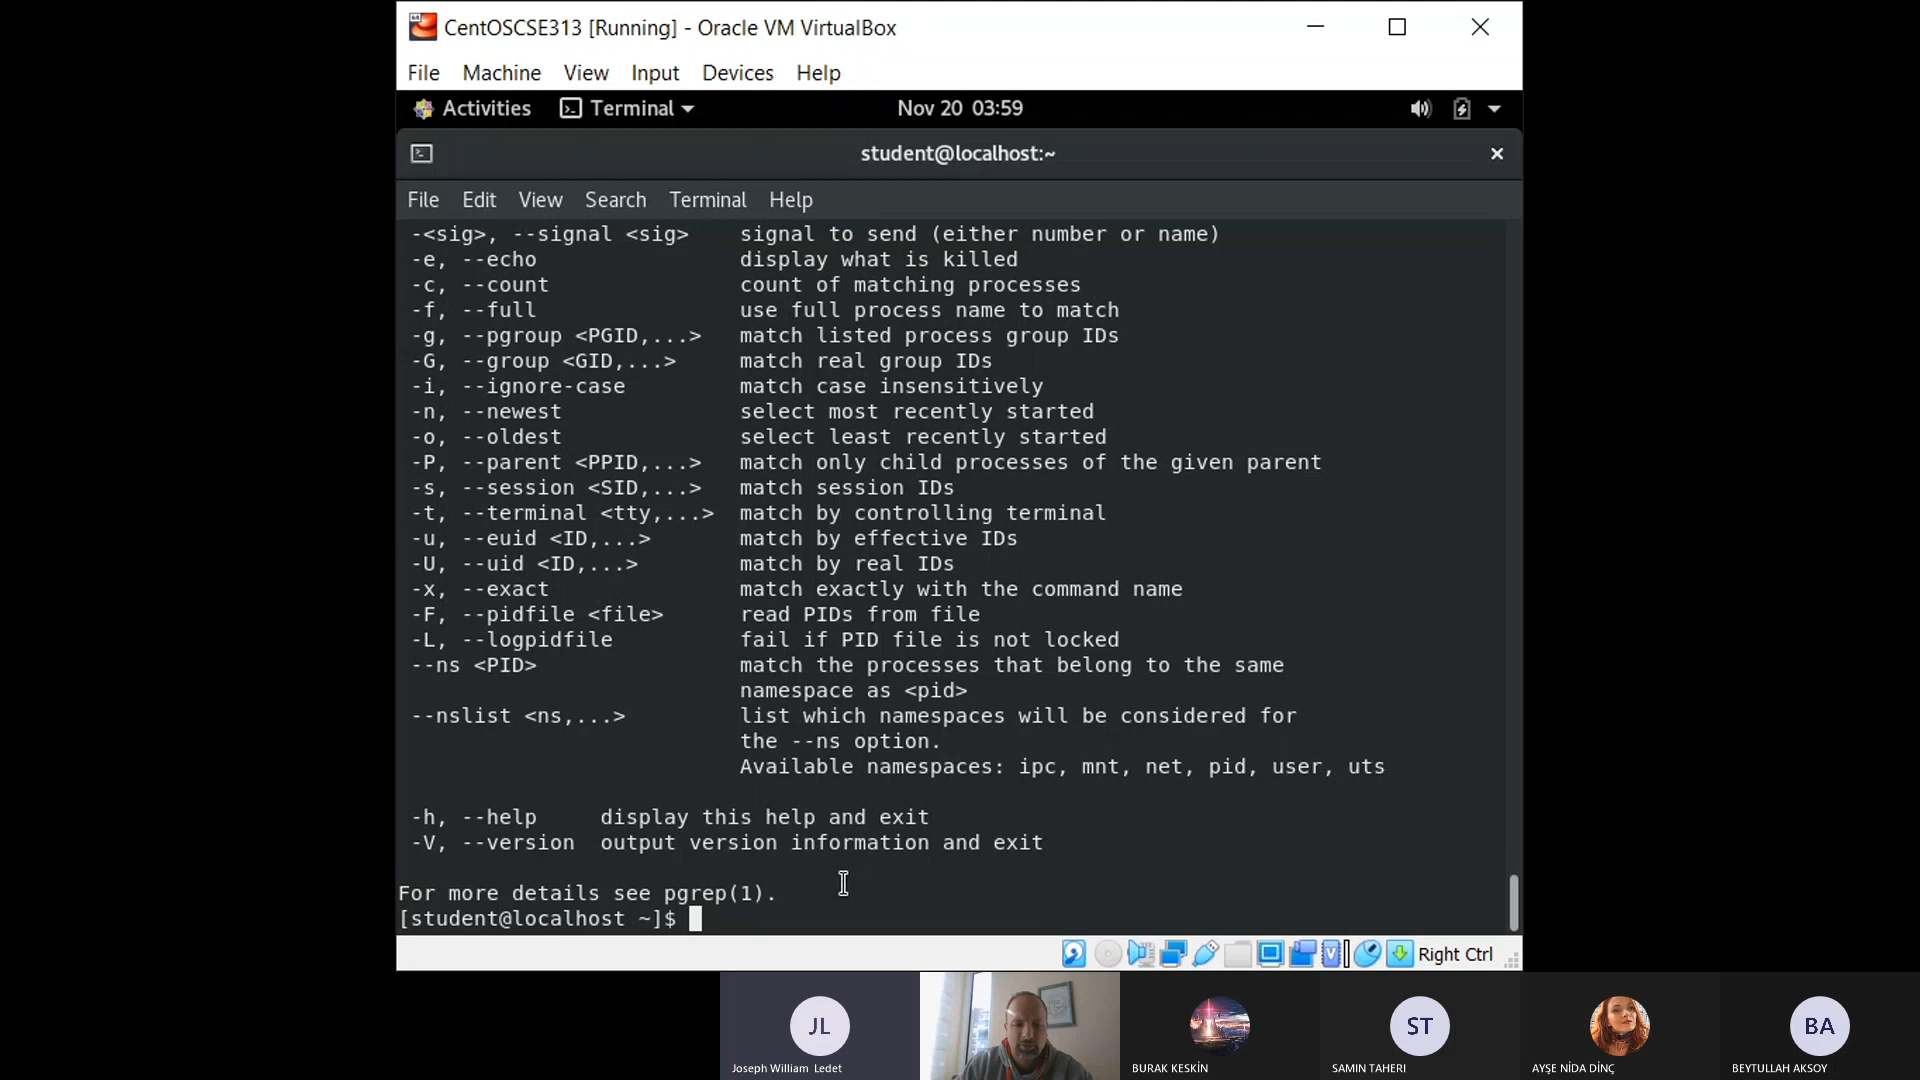 CentOSCSE313 [Running] - Oracle VM VirtualBox
File Machine View Input Devices Help
Activities Terminal Nov 20 03:59
student@localhost:~
File Edit View Search Terminal Help
-<sig>, --signal <sig> signal to send (either number or name)
-e, --echo display what is killed
-c, --count count of matching processes
-f, --full use full process name to match
-g, --pgroup <PGID,...> match listed process group IDs
-G, --group <GID,...> match real group IDs
-i, --ignore-case match case insensitively
-n, --newest select most recently started
-o, --oldest select least recently started
-P, --parent <PPID,...> match only child processes of the given parent
-s, --session <SID,...> match session IDs
-t, --terminal <tty,...> match by controlling terminal
-u, --euid <ID,...> match by effective IDs
-U, --uid <ID,...> match by real IDs
-x, --exact match exactly with the command name
-F, --pidfile <file> read PIDs from file
-L, --logpidfile fail if PID file is not locked
--ns <PID> match the processes that belong to the same
namespace as <pid>
--nslist <ns,...> list which namespaces will be considered for
the --ns option.
Available namespaces: ipc, mnt, net, pid, user, uts
-h, --help display this help and exit
-V, --version output version information and exit
For more details see pgrep(1).
[student@localhost ~]$
Right Ctrl
JL ST BA
Joseph William Ledet BURAK KESKİN SAMIN TAHERI AYŞE NİDA DİNÇ BEYTULLAH AKSOY